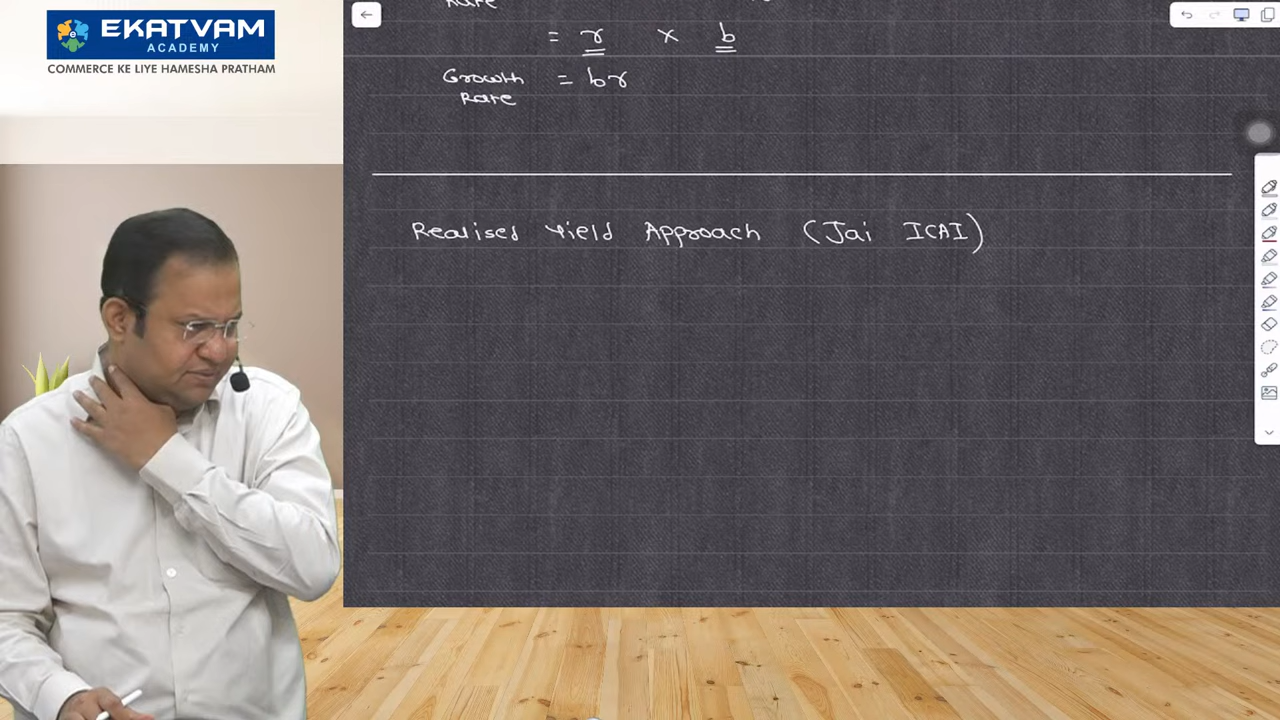 EKATVAM
ACADEMY
COMMERCE KE LIYE HAMESHA PRATHAM
= r x b
Growth Rate = br
Realised Yield Approach (Jai ICAI)